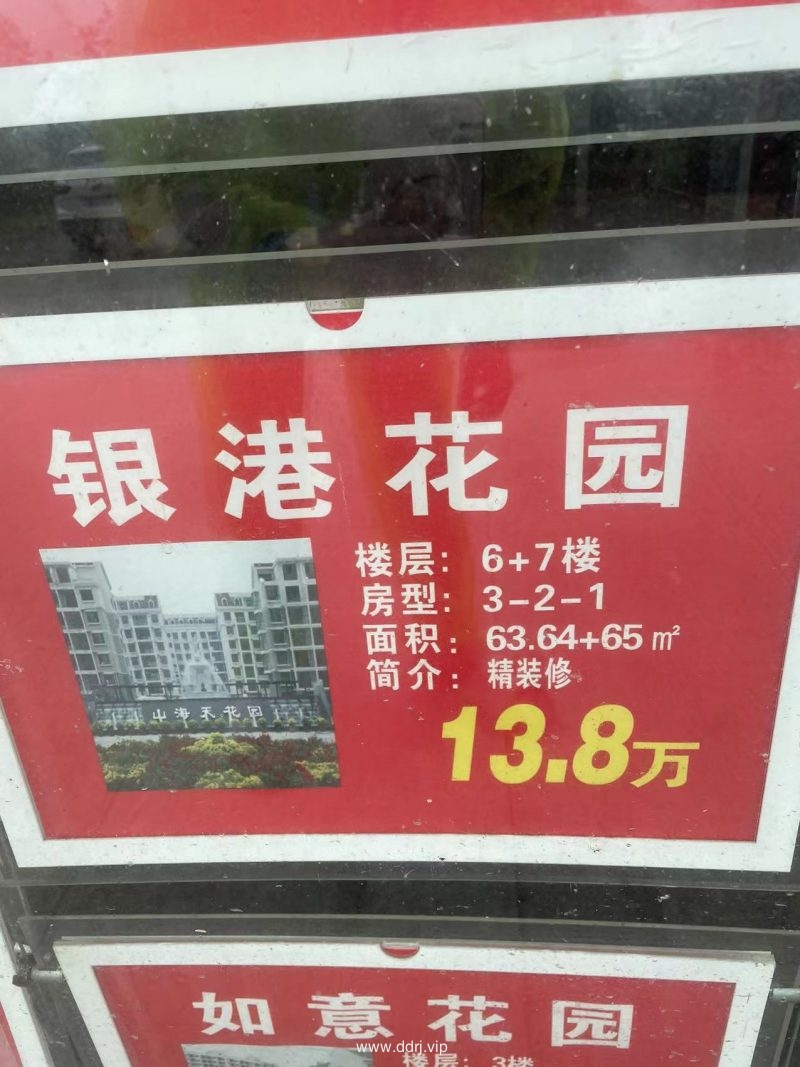 银港花园
楼层：6+7楼
房型：3-2-1
面积：63.64+65㎡
简介：精装修
13.8万
山海天花园
如意花园
楼层：3楼
www.ddrj.vip